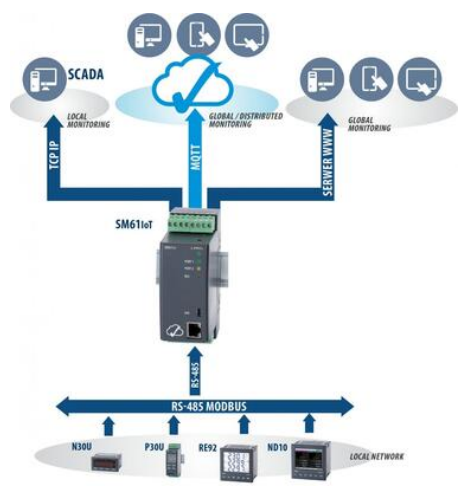 SCADA
LOCAL
MONITORING
GLOBAL / DISTRIBUTED
MONITORING
GLOBAL
MONITORING
TCP IP
MQTT
SERWER WWW
SM61IoT
RS-485
RS-485 MODBUS
N30U
P30U
RE92
ND10
LOCAL NETWORK